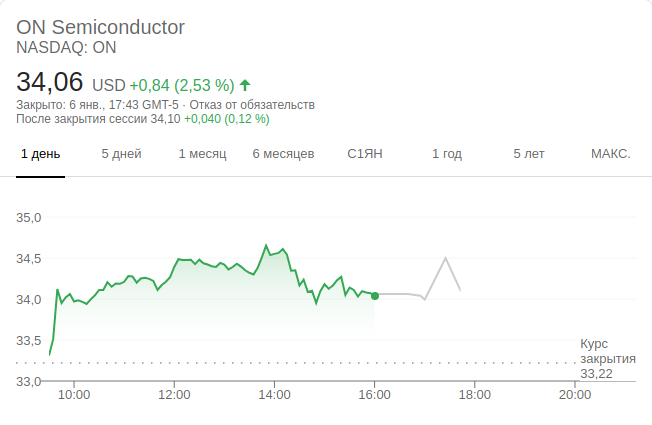 ON Semiconductor
NASDAQ: ON
34,06 USD +0,84 (2,53 %)
Закрыто: 6 янв., 17:43 GMT-5 · Отказ от обязательств
После закрытия сессии 34,10 +0,040 (0,12 %)
1 день 5 дней 1 месяц 6 месяцев С1ЯН 1 год 5 лет МАКС.
35,0
34,5
34,0
33,5
Курс
закрытия
33,22
33,0
10:00 12:00 14:00 16:00 18:00 20:00